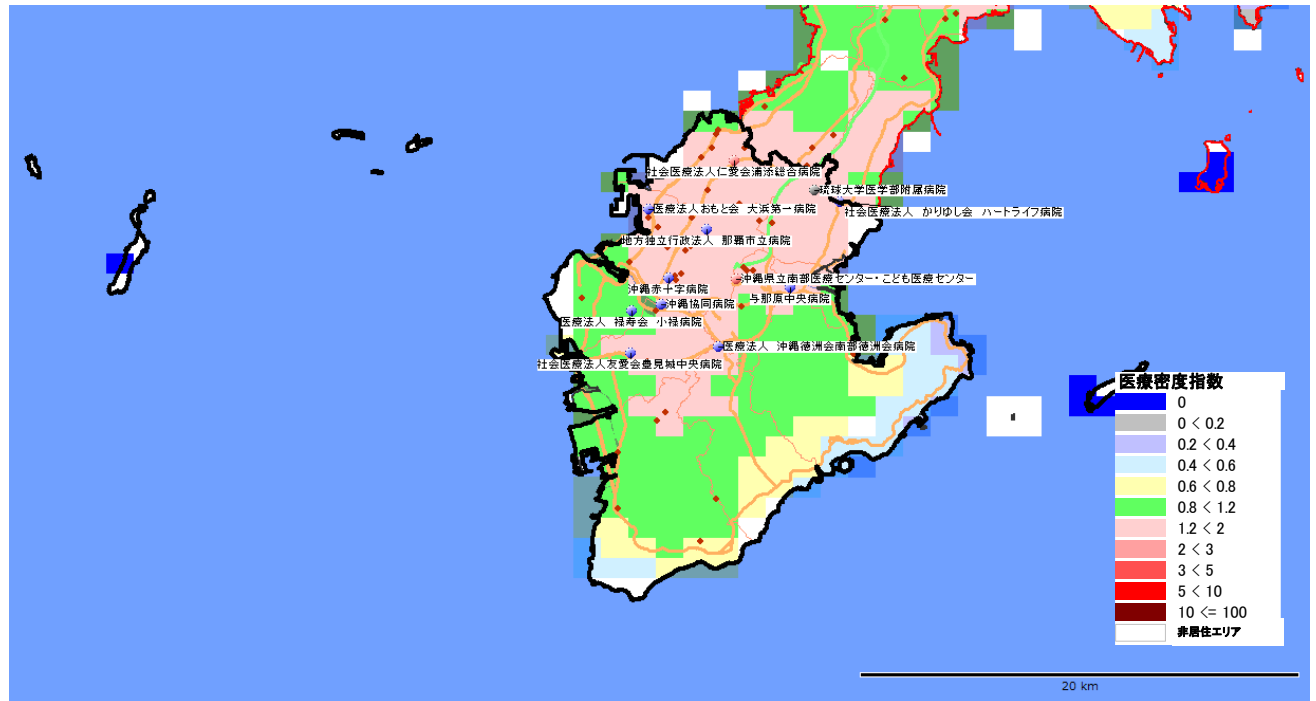 社会医療法人仁愛会浦添総合病院
琉球大学医学部附属病院
医療法人おもと会 大浜第一病院
社会医療法人 かりゆし会 ハートライフ病院
地方独立行政法人 那覇市立病院
沖縄県立南部医療センター・こども医療センター
沖縄赤十字病院
与那原中央病院
沖縄協同病院
医療法人 禄寿会 小禄病院
医療法人 沖縄徳洲会南部徳洲会病院
社会医療法人友愛会豊見城中央病院
医療密度指数
0
0 < 0.2
0.2 < 0.4
0.4 < 0.6
0.6 < 0.8
0.8 < 1.2
1.2 < 2
2 < 3
3 < 5
5 < 10
10 <= 100
非居住エリア
20 km